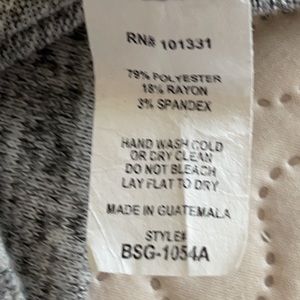 RN# 101331
79% POLYESTER
18% RAYON
3% SPANDEX
HAND WASH COLD
OR DRY CLEAN
DO NOT BLEACH
LAY FLAT TO DRY
MADE IN GUATEMALA
STYLE#
BSG-1054A